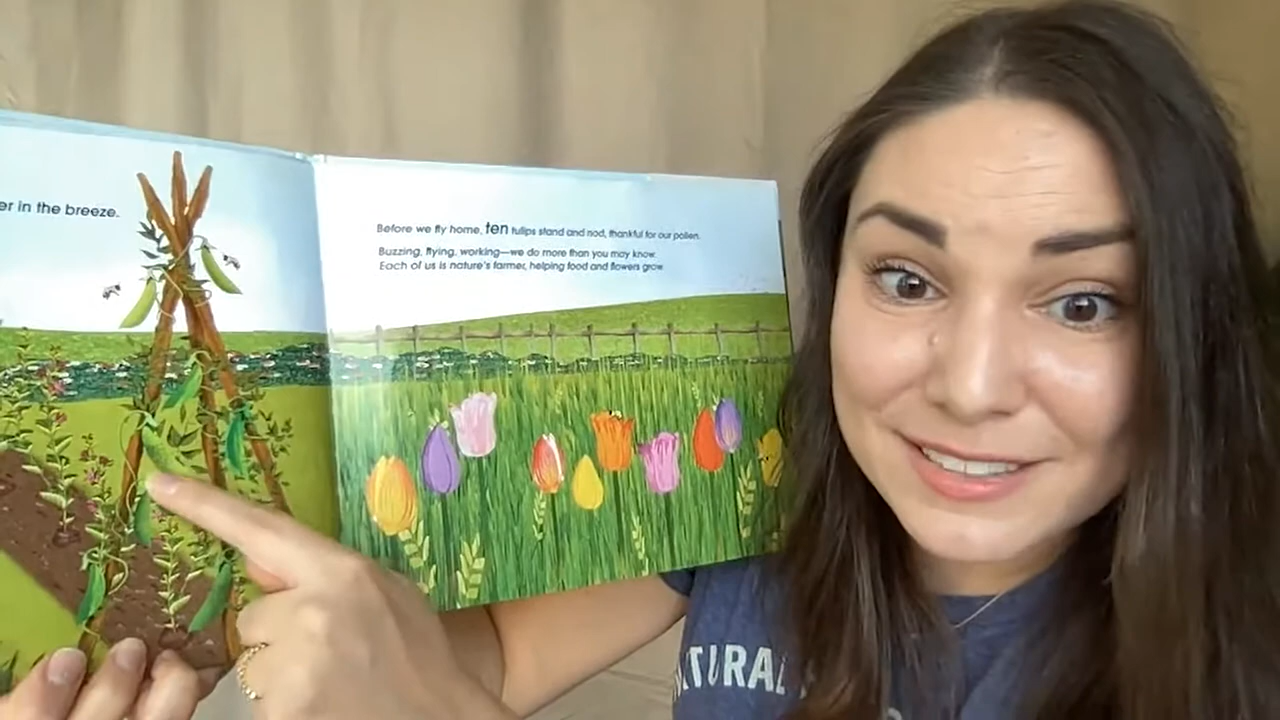 er in the breeze.
Before we fly home, ten tulips stand and nod, thankful for our pollen.
Buzzing, flying, working—we do more than you may know.
Each of us is nature's farmer, helping food and flowers grow.
TURAL